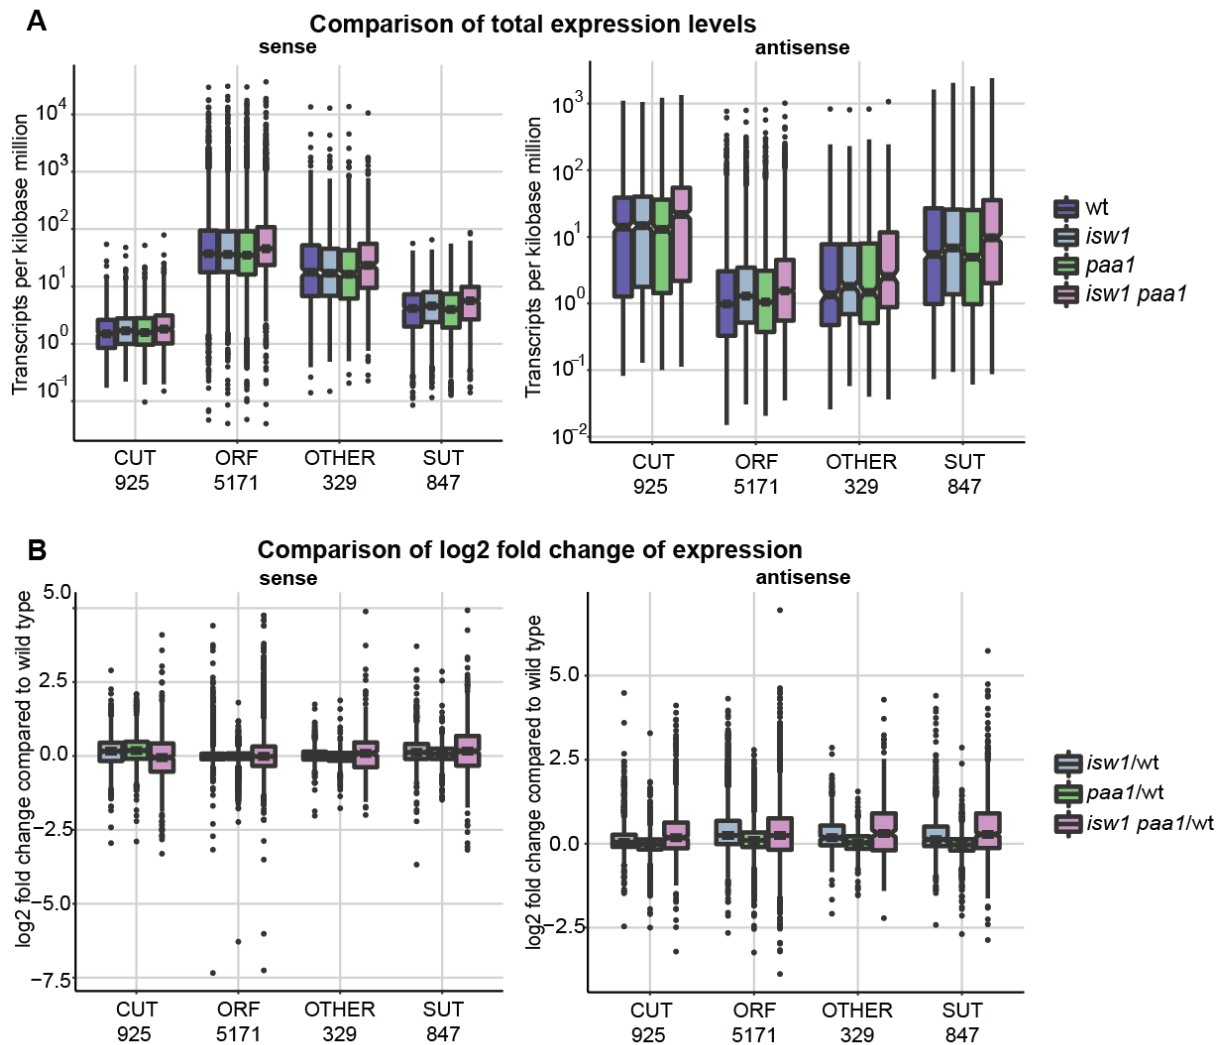 A
Comparison of total expression levels
sense
antisense
Transcripts per kilobase million
10^4
10^3
10^2
10^1
10^0
10^-1
CUT
925
ORF
5171
OTHER
329
SUT
847
Transcripts per kilobase million
10^3
10^2
10^1
10^0
10^-1
10^-2
CUT
925
ORF
5171
OTHER
329
SUT
847
wt
isw1
paa1
isw1 paa1
B
Comparison of log2 fold change of expression
sense
antisense
log2 fold change compared to wild type
5.0
2.5
0.0
−2.5
−5.0
−7.5
CUT
925
ORF
5171
OTHER
329
SUT
847
log2 fold change compared to wild type
5.0
2.5
0.0
−2.5
CUT
925
ORF
5171
OTHER
329
SUT
847
isw1/wt
paa1/wt
isw1 paa1/wt